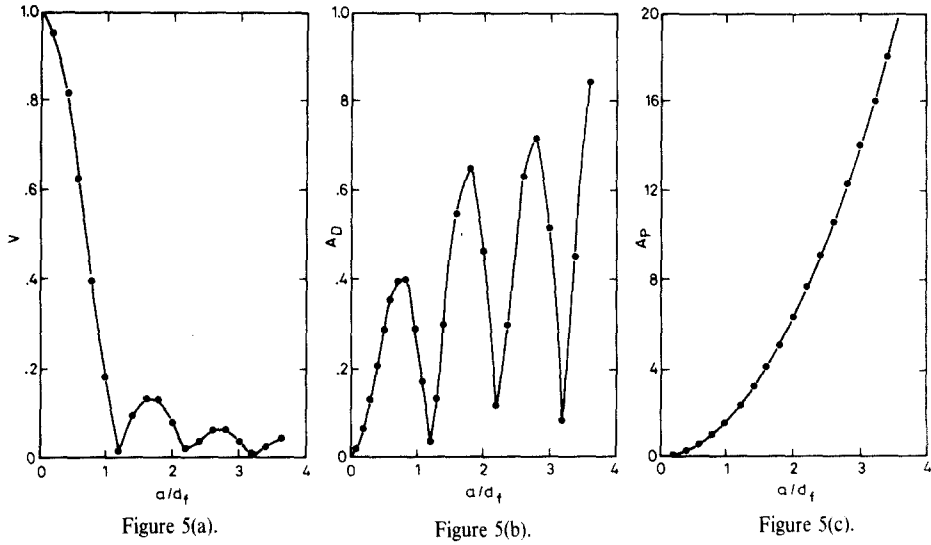 1.0
.8
.6
.4
.2
0
V
0 1 2 3 4
a/d_f
Figure 5(a).
1.0
.8
.6
.4
.2
0
A_D
0 1 2 3 4
a/d_f
Figure 5(b).
20
16
12
8
4
0
A_P
0 1 2 3 4
a/d_f
Figure 5(c).